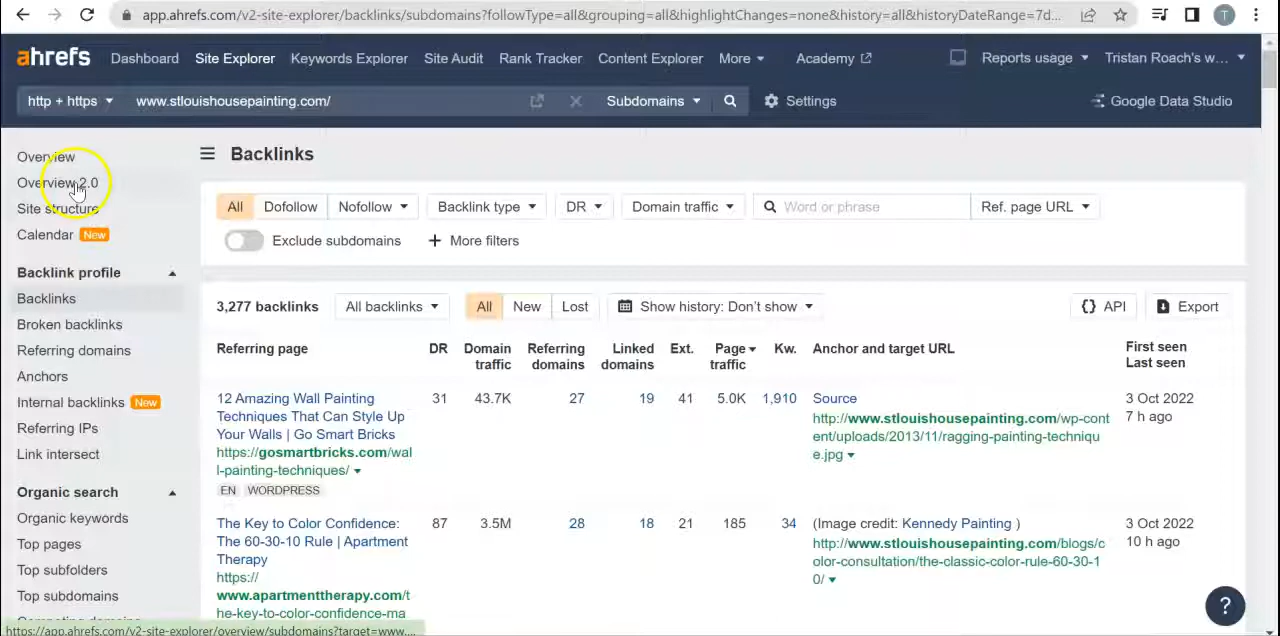 app.ahrefs.com/v2-site-explorer/backlinks/subdomains?followType=all&grouping=all&highlightChanges=none&history=all&historyDateRange=7d...
T
ahrefs Dashboard Site Explorer Keywords Explorer Site Audit Rank Tracker Content Explorer More Academy Reports usage Tristan Roach's w...
http + https www.stlouishousepainting.com/ Subdomains Settings Google Data Studio
Overview
Overview 2.0
Site structure
Calendar New
Backlink profile
Backlinks
Broken backlinks
Referring domains
Anchors
Internal backlinks New
Referring IPs
Link intersect
Organic search
Organic keywords
Top pages
Top subfolders
Top subdomains
Competing domains
Backlinks
All Dofollow Nofollow Backlink type DR Domain traffic Word or phrase Ref. page URL
Exclude subdomains + More filters
3,277 backlinks All backlinks All New Lost Show history: Don't show {} API Export
Referring page DR Domain traffic Referring domains Linked domains Ext. Page traffic Kw. Anchor and target URL First seen Last seen
12 Amazing Wall Painting
Techniques That Can Style Up
Your Walls | Go Smart Bricks
https://gosmartbricks.com/wal
l-painting-techniques/
EN WORDPRESS
31 43.7K 27 19 41 5.0K 1,910
Source
http://www.stlouishousepainting.com/wp-cont
ent/uploads/2013/11/ragging-painting-techniqu
e.jpg
3 Oct 2022
7 h ago
The Key to Color Confidence:
The 60-30-10 Rule | Apartment
Therapy
https://
www.apartmenttherapy.com/t
he-key-to-color-confidence-ma
87 3.5M 28 18 21 185 34
(Image credit: Kennedy Painting )
http://www.stlouishousepainting.com/blogs/c
olor-consultation/the-classic-color-rule-60-30-1
0/
3 Oct 2022
10 h ago
?
https://app.ahrefs.com/v2-site-explorer/overview/subdomains?target=www....